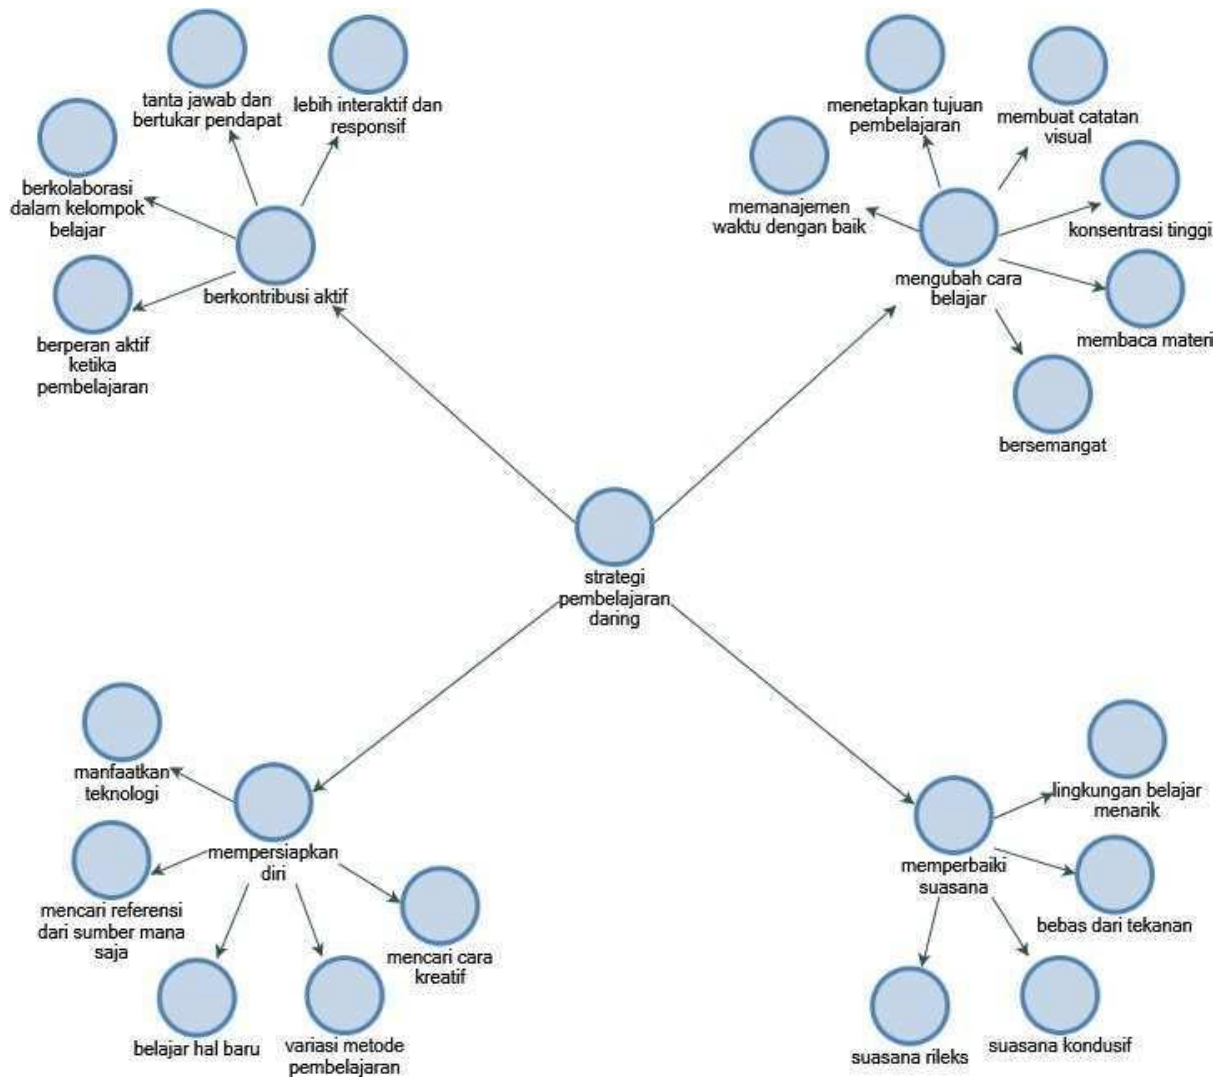 tanta jawab dan
bertukar pendapat
lebih interaktif dan
responsif
berkolaborasi
dalam kelompok
belajar
berkontribusi aktif
berperan aktif
ketika
pembelajaran
menetapkan tujuan
pembelajaran
membuat catatan
visual
memanajemen
waktu dengan baik
konsentrasi tinggi
mengubah cara
belajar
membaca materi
bersemangat
strategi
pembelajaran
daring
manfaatkan
teknologi
mempersiapkan
diri
mencari referensi
dari sumber mana
saja
mencari cara
kreatif
belajar hal baru
variasi metode
pembelajaran
lingkungan belajar
menarik
memperbaiki
suasana
bebas dari tekanan
suasana rileks
suasana kondusif